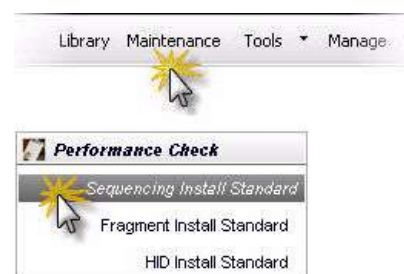 Library Maintenance Tools Manage
Performance Check
Sequencing Install Standard
Fragment Install Standard
HID Install Standard